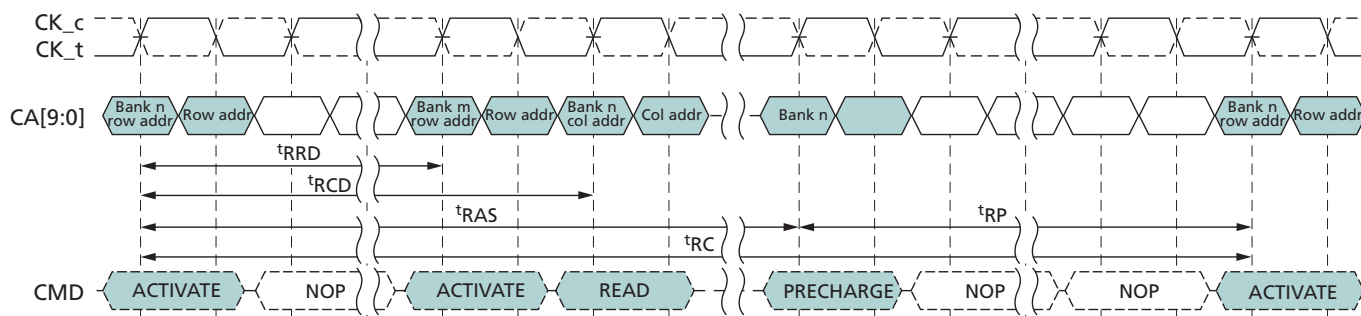 CK_c
CK_t
CA[9:0]
Bank n
row addr
Row addr
Bank m
row addr
Row addr
Bank n
col addr
Col addr
Bank n
Bank n
row addr
Row addr
tRRD
tRCD
tRAS
tRP
tRC
CMD
ACTIVATE
NOP
ACTIVATE
READ
PRECHARGE
NOP
NOP
ACTIVATE